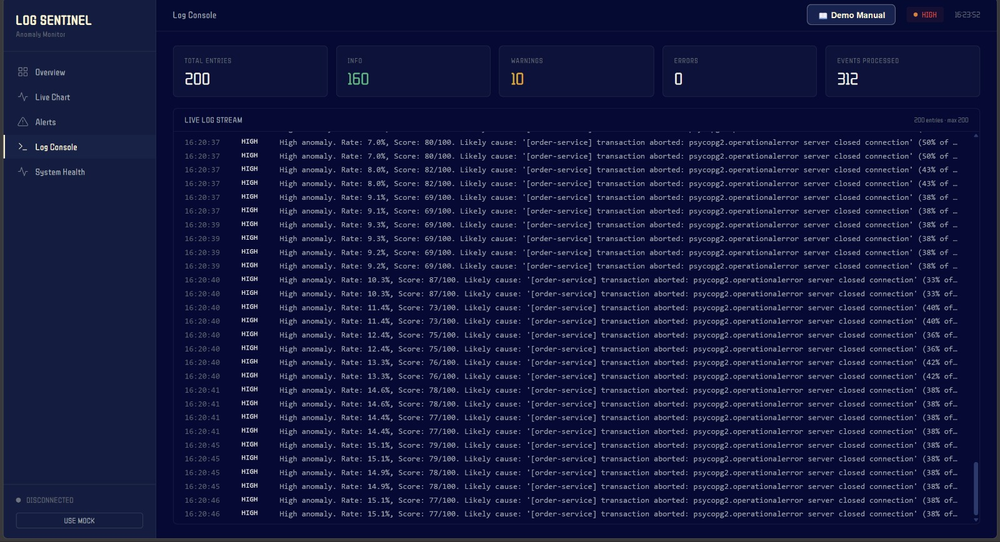 LOG SENTINEL
Anomaly Monitor
Overview
Live Chart
Alerts
Log Console
System Health
DISCONNECTED
USE MOCK
Log Console
Demo Manual
HIGH
16:23:52
TOTAL ENTRIES
200
INFO
160
WARNINGS
10
ERRORS
0
EVENTS PROCESSED
312
LIVE LOG STREAM
200 entries · max 200
16:20:37 HIGH High anomaly. Rate: 7.0%, Score: 80/100. Likely cause: '[order-service] transaction aborted: psycopg2.operationalerror server closed connection' (50% of …
16:20:37 HIGH High anomaly. Rate: 7.0%, Score: 80/100. Likely cause: '[order-service] transaction aborted: psycopg2.operationalerror server closed connection' (50% of …
16:20:37 HIGH High anomaly. Rate: 8.0%, Score: 82/100. Likely cause: '[order-service] transaction aborted: psycopg2.operationalerror server closed connection' (43% of …
16:20:37 HIGH High anomaly. Rate: 8.0%, Score: 82/100. Likely cause: '[order-service] transaction aborted: psycopg2.operationalerror server closed connection' (43% of …
16:20:37 HIGH High anomaly. Rate: 9.1%, Score: 69/100. Likely cause: '[order-service] transaction aborted: psycopg2.operationalerror server closed connection' (38% of …
16:20:37 HIGH High anomaly. Rate: 9.1%, Score: 69/100. Likely cause: '[order-service] transaction aborted: psycopg2.operationalerror server closed connection' (38% of …
16:20:39 HIGH High anomaly. Rate: 9.3%, Score: 69/100. Likely cause: '[order-service] transaction aborted: psycopg2.operationalerror server closed connection' (38% of …
16:20:39 HIGH High anomaly. Rate: 9.3%, Score: 69/100. Likely cause: '[order-service] transaction aborted: psycopg2.operationalerror server closed connection' (38% of …
16:20:39 HIGH High anomaly. Rate: 9.2%, Score: 69/100. Likely cause: '[order-service] transaction aborted: psycopg2.operationalerror server closed connection' (38% of …
16:20:39 HIGH High anomaly. Rate: 9.2%, Score: 69/100. Likely cause: '[order-service] transaction aborted: psycopg2.operationalerror server closed connection' (38% of …
16:20:40 HIGH High anomaly. Rate: 10.3%, Score: 87/100. Likely cause: '[order-service] transaction aborted: psycopg2.operationalerror server closed connection' (33% of…
16:20:40 HIGH High anomaly. Rate: 10.3%, Score: 87/100. Likely cause: '[order-service] transaction aborted: psycopg2.operationalerror server closed connection' (33% of…
16:20:40 HIGH High anomaly. Rate: 11.4%, Score: 73/100. Likely cause: '[order-service] transaction aborted: psycopg2.operationalerror server closed connection' (40% of…
16:20:40 HIGH High anomaly. Rate: 11.4%, Score: 73/100. Likely cause: '[order-service] transaction aborted: psycopg2.operationalerror server closed connection' (40% of…
16:20:40 HIGH High anomaly. Rate: 12.4%, Score: 75/100. Likely cause: '[order-service] transaction aborted: psycopg2.operationalerror server closed connection' (36% of…
16:20:40 HIGH High anomaly. Rate: 12.4%, Score: 75/100. Likely cause: '[order-service] transaction aborted: psycopg2.operationalerror server closed connection' (36% of…
16:20:40 HIGH High anomaly. Rate: 13.3%, Score: 76/100. Likely cause: '[order-service] transaction aborted: psycopg2.operationalerror server closed connection' (42% of…
16:20:40 HIGH High anomaly. Rate: 13.3%, Score: 76/100. Likely cause: '[order-service] transaction aborted: psycopg2.operationalerror server closed connection' (42% of…
16:20:41 HIGH High anomaly. Rate: 14.6%, Score: 78/100. Likely cause: '[order-service] transaction aborted: psycopg2.operationalerror server closed connection' (38% of…
16:20:41 HIGH High anomaly. Rate: 14.6%, Score: 78/100. Likely cause: '[order-service] transaction aborted: psycopg2.operationalerror server closed connection' (38% of…
16:20:41 HIGH High anomaly. Rate: 14.4%, Score: 77/100. Likely cause: '[order-service] transaction aborted: psycopg2.operationalerror server closed connection' (38% of…
16:20:41 HIGH High anomaly. Rate: 14.4%, Score: 77/100. Likely cause: '[order-service] transaction aborted: psycopg2.operationalerror server closed connection' (38% of…
16:20:45 HIGH High anomaly. Rate: 15.1%, Score: 79/100. Likely cause: '[order-service] transaction aborted: psycopg2.operationalerror server closed connection' (38% of…
16:20:45 HIGH High anomaly. Rate: 15.1%, Score: 79/100. Likely cause: '[order-service] transaction aborted: psycopg2.operationalerror server closed connection' (38% of…
16:20:45 HIGH High anomaly. Rate: 14.9%, Score: 78/100. Likely cause: '[order-service] transaction aborted: psycopg2.operationalerror server closed connection' (38% of…
16:20:45 HIGH High anomaly. Rate: 14.9%, Score: 78/100. Likely cause: '[order-service] transaction aborted: psycopg2.operationalerror server closed connection' (38% of…
16:20:46 HIGH High anomaly. Rate: 15.1%, Score: 77/100. Likely cause: '[order-service] transaction aborted: psycopg2.operationalerror server closed connection' (38% of…
16:20:46 HIGH High anomaly. Rate: 15.1%, Score: 77/100. Likely cause: '[order-service] transaction aborted: psycopg2.operationalerror server closed connection' (38% of…